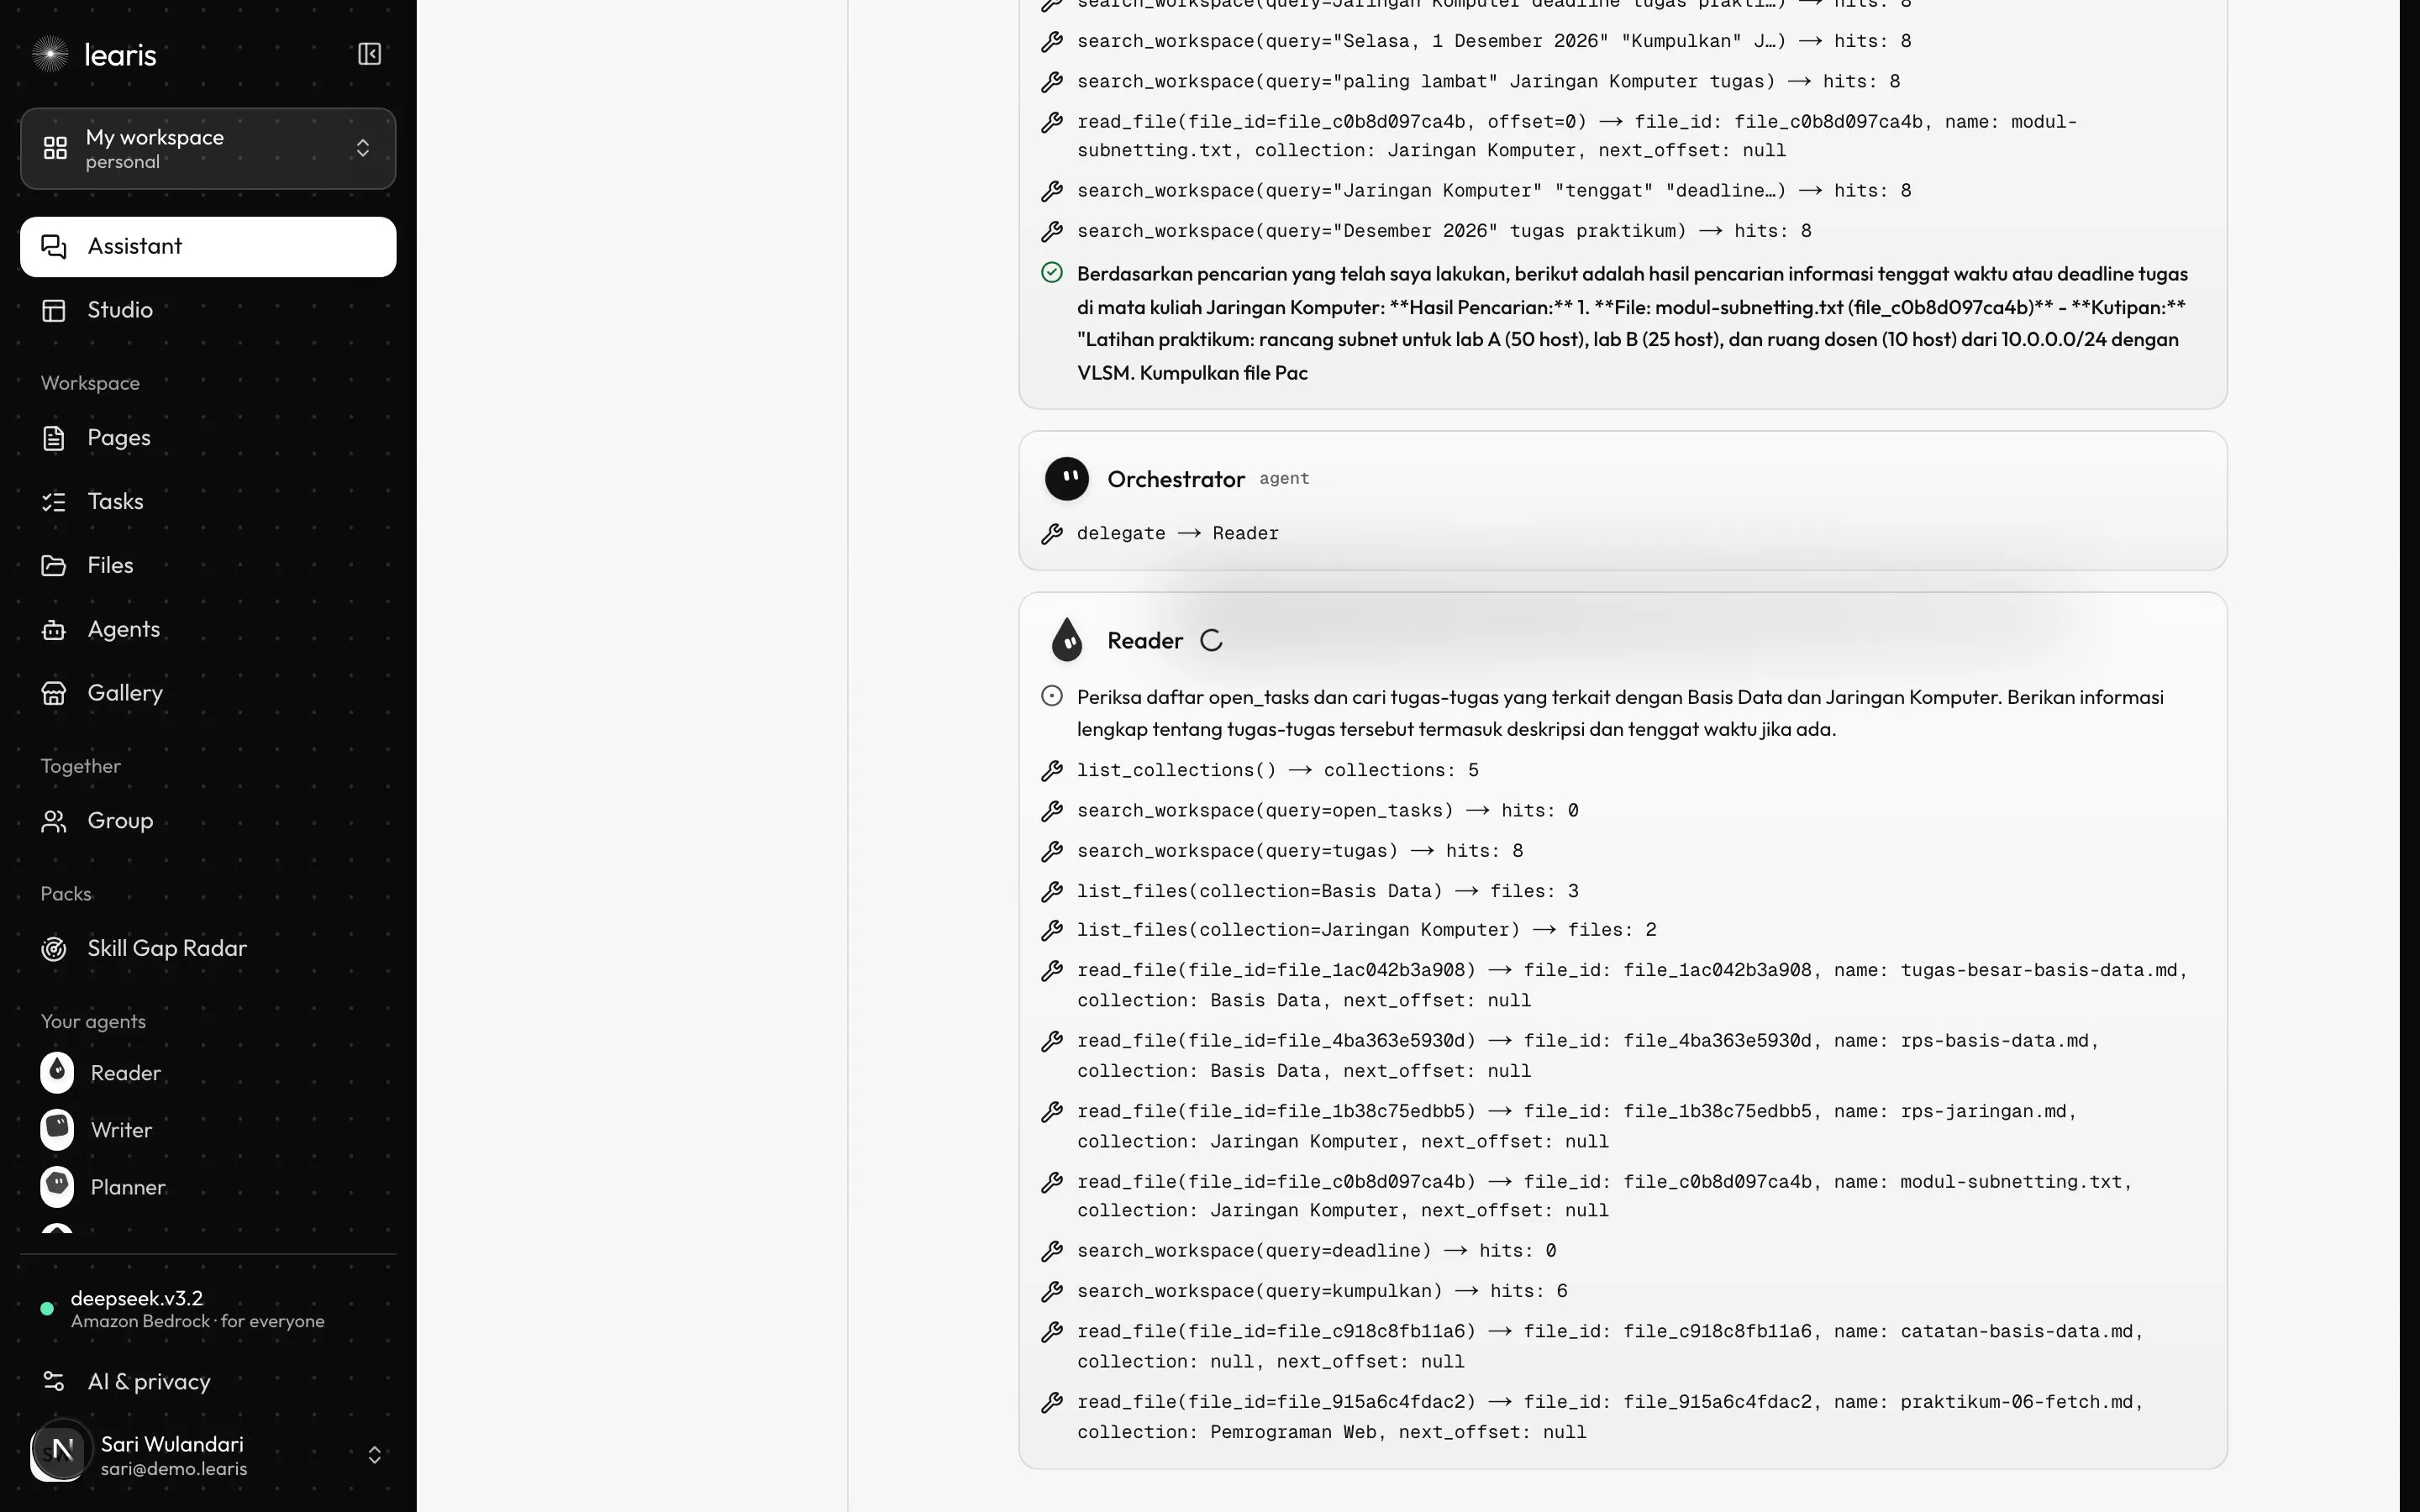 learis
My workspace
personal
Assistant
Studio
Workspace
Pages
Tasks
Files
Agents
Gallery
Together
Group
Packs
Skill Gap Radar
Your agents
Reader
Writer
Planner
deepseek.v3.2
Amazon Bedrock · for everyone
AI & privacy
N
Sari Wulandari
sari@demo.learis
search_workspace(query=Jaringan Komputer deadline tugas prakti…) → hits: 8
search_workspace(query="Selasa, 1 Desember 2026" "Kumpulkan" J…) → hits: 8
search_workspace(query="paling lambat" Jaringan Komputer tugas) → hits: 8
read_file(file_id=file_c0b8d097ca4b, offset=0) → file_id: file_c0b8d097ca4b, name: modul-
subnetting.txt, collection: Jaringan Komputer, next_offset: null
search_workspace(query="Jaringan Komputer" "tenggat" "deadline…) → hits: 8
search_workspace(query="Desember 2026" tugas praktikum) → hits: 8
Berdasarkan pencarian yang telah saya lakukan, berikut adalah hasil pencarian informasi tenggat waktu atau deadline tugas
di mata kuliah Jaringan Komputer: **Hasil Pencarian:** 1. **File: modul-subnetting.txt (file_c0b8d097ca4b)** - **Kutipan:**
"Latihan praktikum: rancang subnet untuk lab A (50 host), lab B (25 host), dan ruang dosen (10 host) dari 10.0.0.0/24 dengan
VLSM. Kumpulkan file Pac
Orchestrator agent
delegate → Reader
Reader
Periksa daftar open_tasks dan cari tugas-tugas yang terkait dengan Basis Data dan Jaringan Komputer. Berikan informasi
lengkap tentang tugas-tugas tersebut termasuk deskripsi dan tenggat waktu jika ada.
list_collections() → collections: 5
search_workspace(query=open_tasks) → hits: 0
search_workspace(query=tugas) → hits: 8
list_files(collection=Basis Data) → files: 3
list_files(collection=Jaringan Komputer) → files: 2
read_file(file_id=file_1ac042b3a908) → file_id: file_1ac042b3a908, name: tugas-besar-basis-data.md,
collection: Basis Data, next_offset: null
read_file(file_id=file_4ba363e5930d) → file_id: file_4ba363e5930d, name: rps-basis-data.md,
collection: Basis Data, next_offset: null
read_file(file_id=file_1b38c75edbb5) → file_id: file_1b38c75edbb5, name: rps-jaringan.md,
collection: Jaringan Komputer, next_offset: null
read_file(file_id=file_c0b8d097ca4b) → file_id: file_c0b8d097ca4b, name: modul-subnetting.txt,
collection: Jaringan Komputer, next_offset: null
search_workspace(query=deadline) → hits: 0
search_workspace(query=kumpulkan) → hits: 6
read_file(file_id=file_c918c8fb11a6) → file_id: file_c918c8fb11a6, name: catatan-basis-data.md,
collection: null, next_offset: null
read_file(file_id=file_915a6c4fdac2) → file_id: file_915a6c4fdac2, name: praktikum-06-fetch.md,
collection: Pemrograman Web, next_offset: null